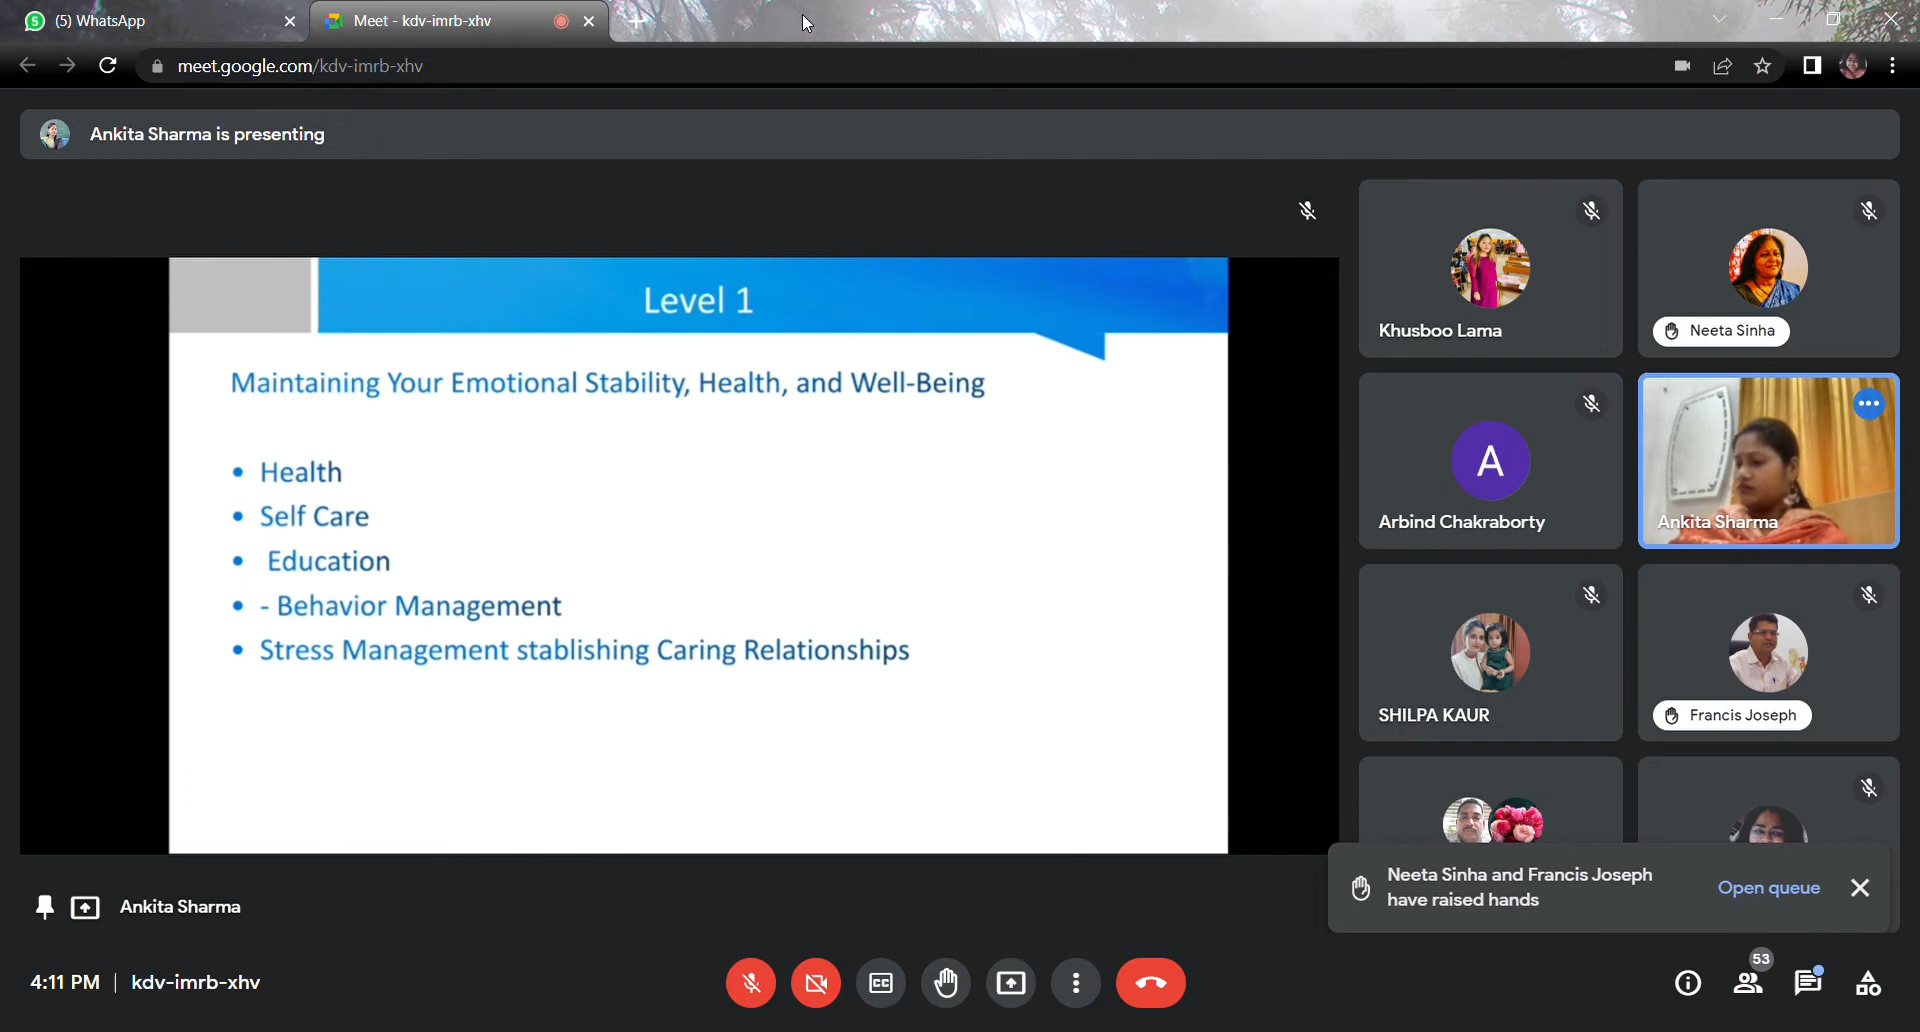 (5) WhatsApp
Meet - kdv-imrb-xhv
meet.google.com/kdv-imrb-xhv
Ankita Sharma is presenting
Level 1
Maintaining Your Emotional Stability, Health, and Well-Being
• Health
• Self Care
• Education
• - Behavior Management
• Stress Management stablishing Caring Relationships
Khusboo Lama
Neeta Sinha
A
Arbind Chakraborty
Ankita Sharma
SHILPA KAUR
Francis Joseph
Neeta Sinha and Francis Joseph
have raised hands
Open queue
Ankita Sharma
4:11 PM | kdv-imrb-xhv
CC
53